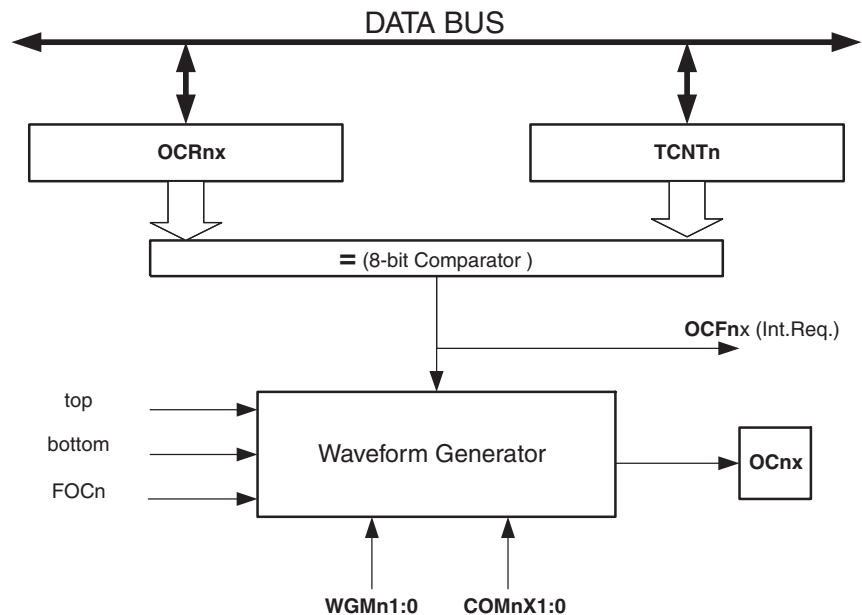 DATA BUS
OCRnx
TCNTn
= (8-bit Comparator )
OCFnx (Int.Req.)
top
bottom
FOCn
Waveform Generator
OCnx
WGMn1:0
COMnX1:0